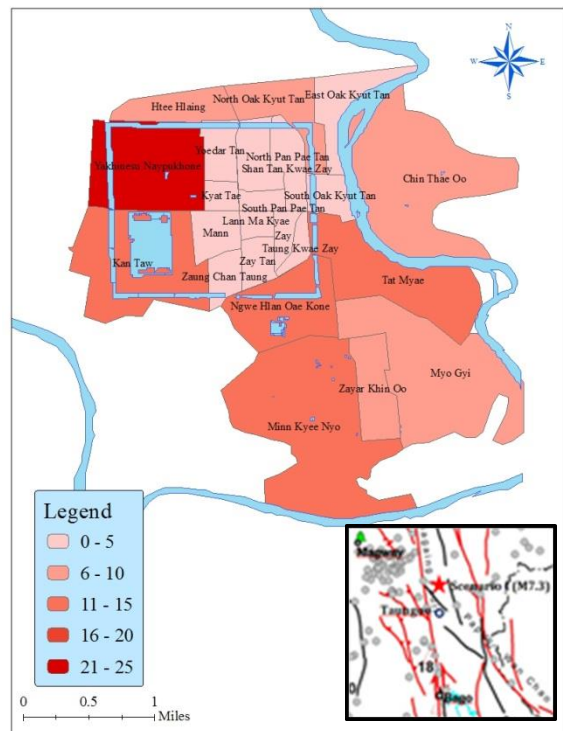 N
W E
S
East Oak Kyut Tan
North Oak Kyut Tan
Htee Hlaing
Yoedar Tan
North Pan Pae Tan
Shan Tan Kwae Zay
Chin Thae Oo
Kyat Tae
South Oak Kyut Tan
South Pan Pae Tan
Lann Ma Kyae
Mann
Zay
Taung Kwae Zay
Kan Taw
Zay Tan
Zaung Chan Taung
Tat Myae
Ngwe Hlan Oae Kone
Myo Gyi
Zayar Khin Oo
Minn Kyee Nyo
Legend
0 - 5
6 - 10
11 - 15
16 - 20
21 - 25
0 0.5 1
Miles
Magway
Scenario I (M7.3)
Taungoo
18
Bago